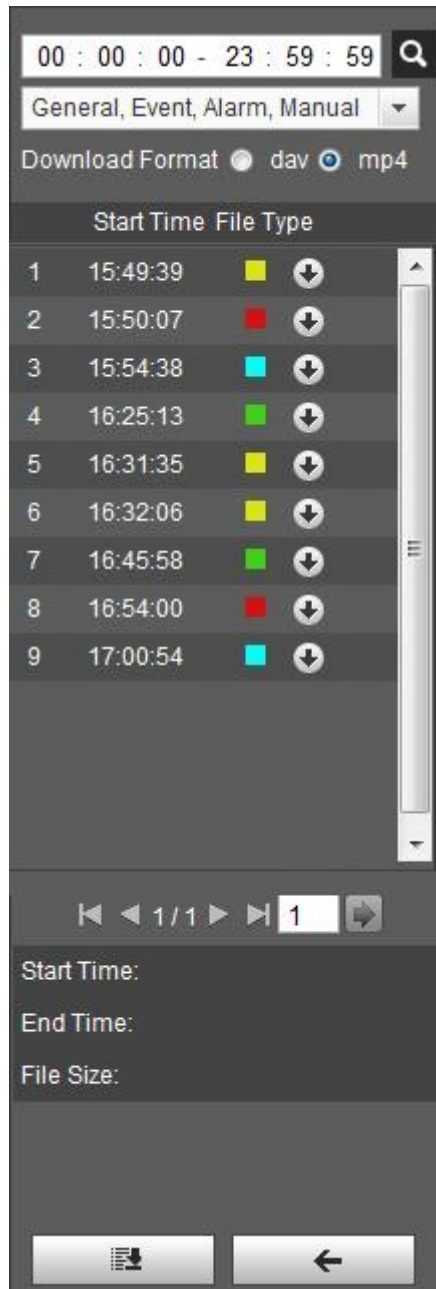 00 : 00 : 00 - 23 : 59 : 59
General, Event, Alarm, Manual
Download Format dav mp4
Start Time File Type
1 15:49:39
2 15:50:07
3 15:54:38
4 16:25:13
5 16:31:35
6 16:32:06
7 16:45:58
8 16:54:00
9 17:00:54
1 / 1 1
Start Time:
End Time:
File Size: